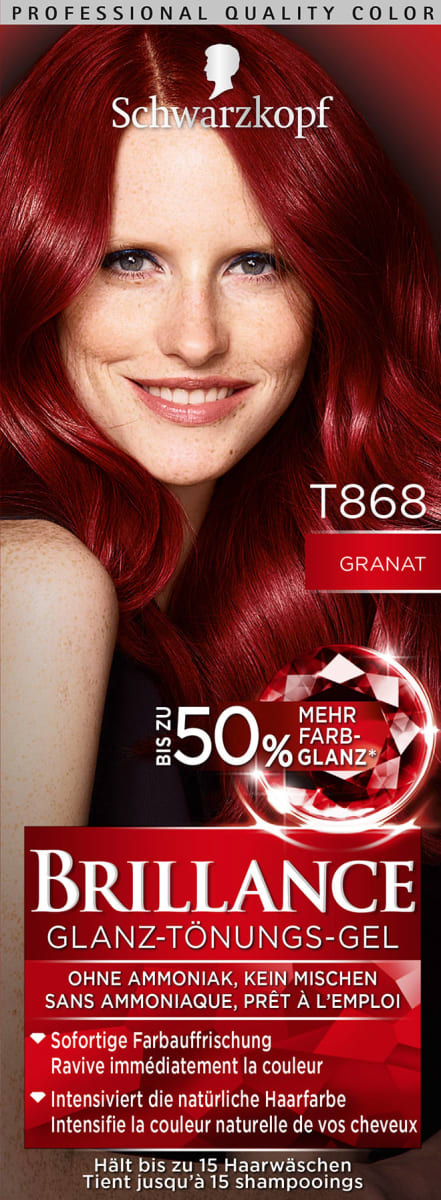 PROFESSIONAL QUALITY COLOR
Schwarzkopf
T868
GRANAT
BIS ZU
50%
MEHR
FARB-
GLANZ*
BRILLANCE
GLANZ-TÖNUNGS-GEL
OHNE AMMONIAK, KEIN MISCHEN
SANS AMMONIAQUE, PRÊT À L'EMPLOI
Sofortige Farbauffrischung
Ravive immédiatement la couleur
Intensiviert die natürliche Haarfarbe
Intensifie la couleur naturelle de vos cheveux
Hält bis zu 15 Haarwäschen
Tient jusqu'à 15 shampooings